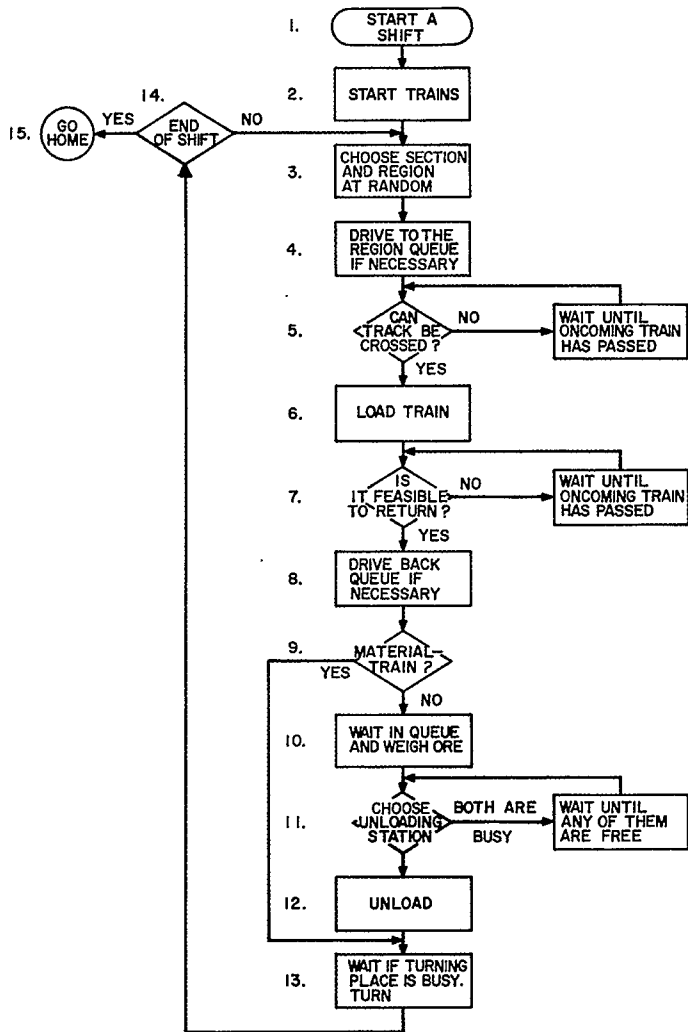 1. START A
SHIFT
2. START TRAINS
14.
15. GO
HOME
YES
END
OF SHIFT
NO
3. CHOOSE SECTION
AND REGION
AT RANDOM
4. DRIVE TO THE
REGION QUEUE
IF NECESSARY
5. CAN
TRACK BE
CROSSED ?
NO
WAIT UNTIL
ONCOMING TRAIN
HAS PASSED
YES
6. LOAD TRAIN
7. IS
IT FEASIBLE
TO RETURN ?
NO
WAIT UNTIL
ONCOMING TRAIN
HAS PASSED
YES
8. DRIVE BACK
QUEUE IF
NECESSARY
9. MATERIAL-
TRAIN ?
YES
NO
10. WAIT IN QUEUE
AND WEIGH ORE
11. CHOOSE
UNLOADING
STATION
BOTH ARE
BUSY
WAIT UNTIL
ANY OF THEM
ARE FREE
12. UNLOAD
13. WAIT IF TURNING
PLACE IS BUSY.
TURN